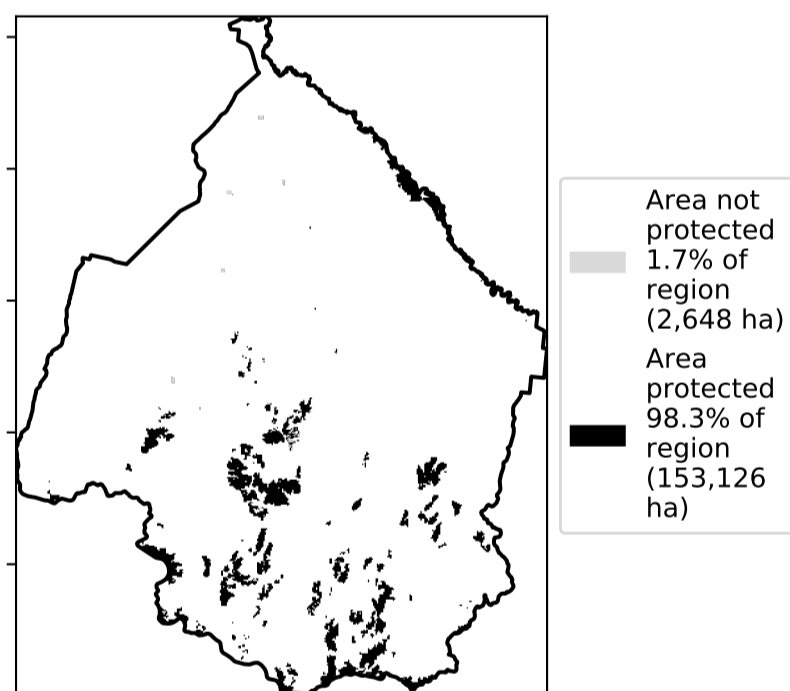 Area not
protected
1.7% of
region
(2,648 ha)
Area
protected
98.3% of
region
(153,126
ha)